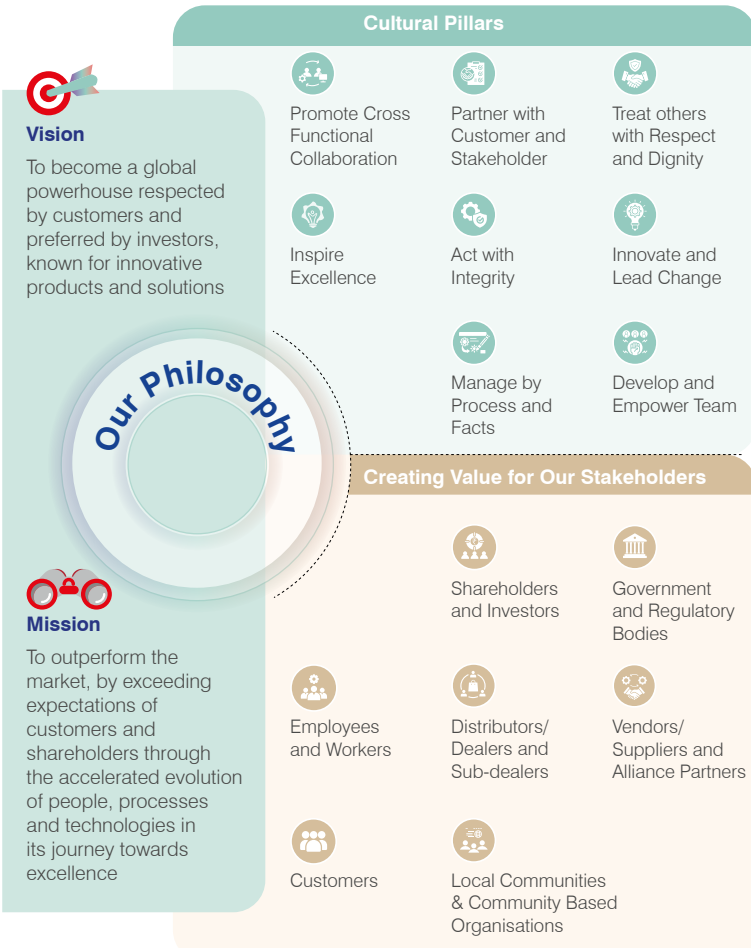 Vision
To become a global
powerhouse respected
by customers and
preferred by investors,
known for innovative
products and solutions
Our Philosophy
Mission
To outperform the
market, by exceeding
expectations of
customers and
shareholders through
the accelerated evolution
of people, processes
and technologies in
its journey towards
excellence
Cultural Pillars
Promote Cross
Functional
Collaboration
Partner with
Customer and
Stakeholder
Treat others
with Respect
and Dignity
Inspire
Excellence
Act with
Integrity
Innovate and
Lead Change
Manage by
Process and
Facts
Develop and
Empower Team
Creating Value for Our Stakeholders
Shareholders
and Investors
Government
and Regulatory
Bodies
Employees
and Workers
Distributors/
Dealers and
Sub-dealers
Vendors/
Suppliers and
Alliance Partners
Customers
Local Communities
& Community Based
Organisations